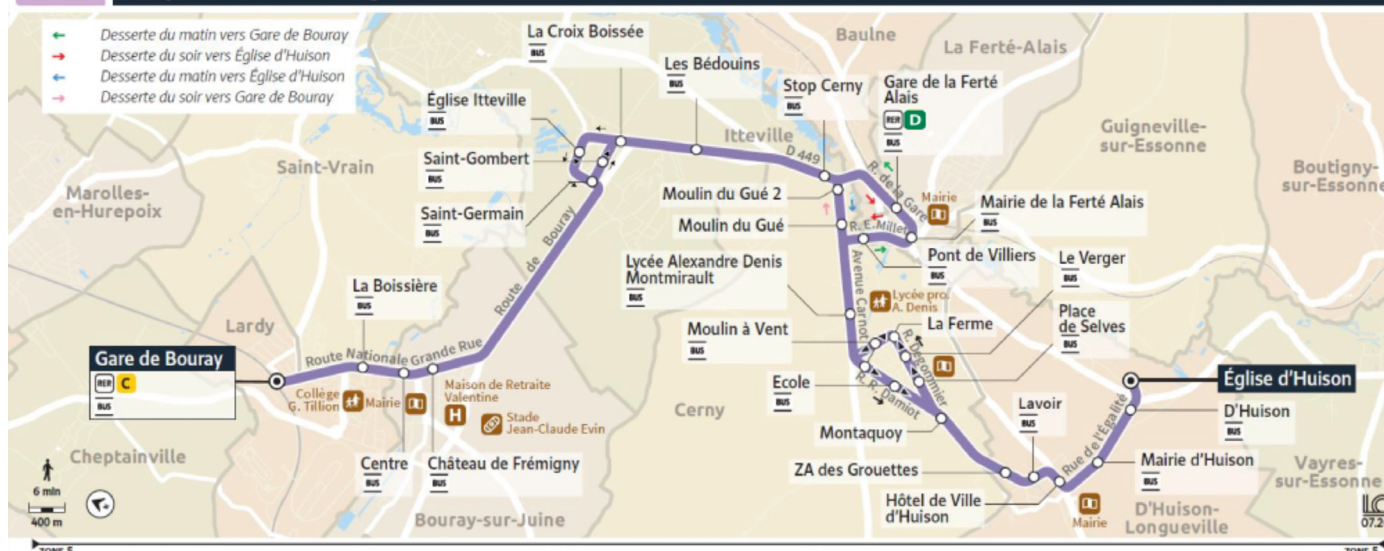 Desserte du matin vers Gare de Bouray
Desserte du soir vers Église d'Huison
Desserte du matin vers Église d'Huison
Desserte du soir vers Gare de Bouray
La Croix Boissée
BUS
Les Bédouins
BUS
Baulne
La Ferté-Alais
Stop Cerny
BUS
Gare de la Ferté
Alais
RER D
BUS
Église Itteville
BUS
Itteville
D 449
Guigneville-
sur-Essonne
Saint-Vrain
Saint-Gombert
BUS
Boutigny-
sur-Essonne
Marolles-
en-Hurepoix
Moulin du Gué 2
R. de la Gare
Mairie
Mairie de la Ferté Alais
BUS
Saint-Germain
BUS
Moulin du Gué
BUS
R. E. Millet
Pont de Villiers
BUS
Le Verger
BUS
Route de Bouray
Lycée Alexandre Denis
Montmirault
BUS
Avenue Carnot
Lycée pro.
A. Denis
La Boissière
BUS
Place
de Selves
BUS
Lardy
Moulin à Vent
BUS
La Ferme
R. Degommier
Gare de Bouray
RER C
BUS
Route Nationale
Grande Rue
Église d'Huison
Collège
G. Tillion
Mairie
Maison de Retraite
Valentine
H
Stade
Jean-Claude Evin
Ecole
BUS
R. R. Damiot
Cerny
Lavoir
BUS
Rue de l'Égalité
D'Huison
BUS
Montaquoy
Cheptainville
Centre
BUS
Château de Frémigny
BUS
ZA des Grouettes
Mairie d'Huison
BUS
Vayres-
sur-Essonne
6 min
400 m
Hôtel de Ville
d'Huison
Mairie
D'Huison-
Longueville
Bouray-sur-Juine
ZONE 5
ZONE 5